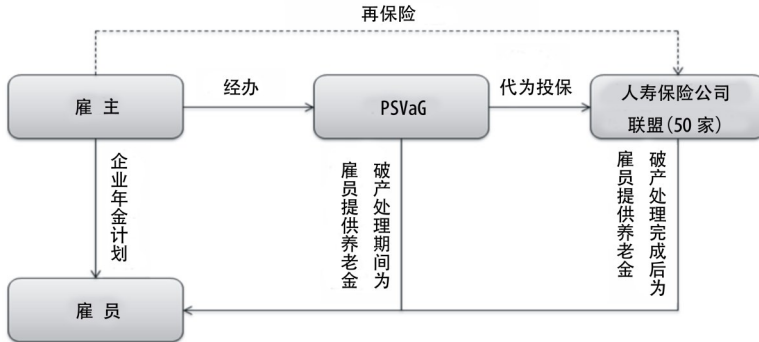 再保险
雇 主
经办
PSVaG
代为投保
人寿保险公司
联盟(50 家)
企业年金计划
破产处理期间为
雇员提供养老金
破产处理完成后为
雇员提供养老金
雇 员